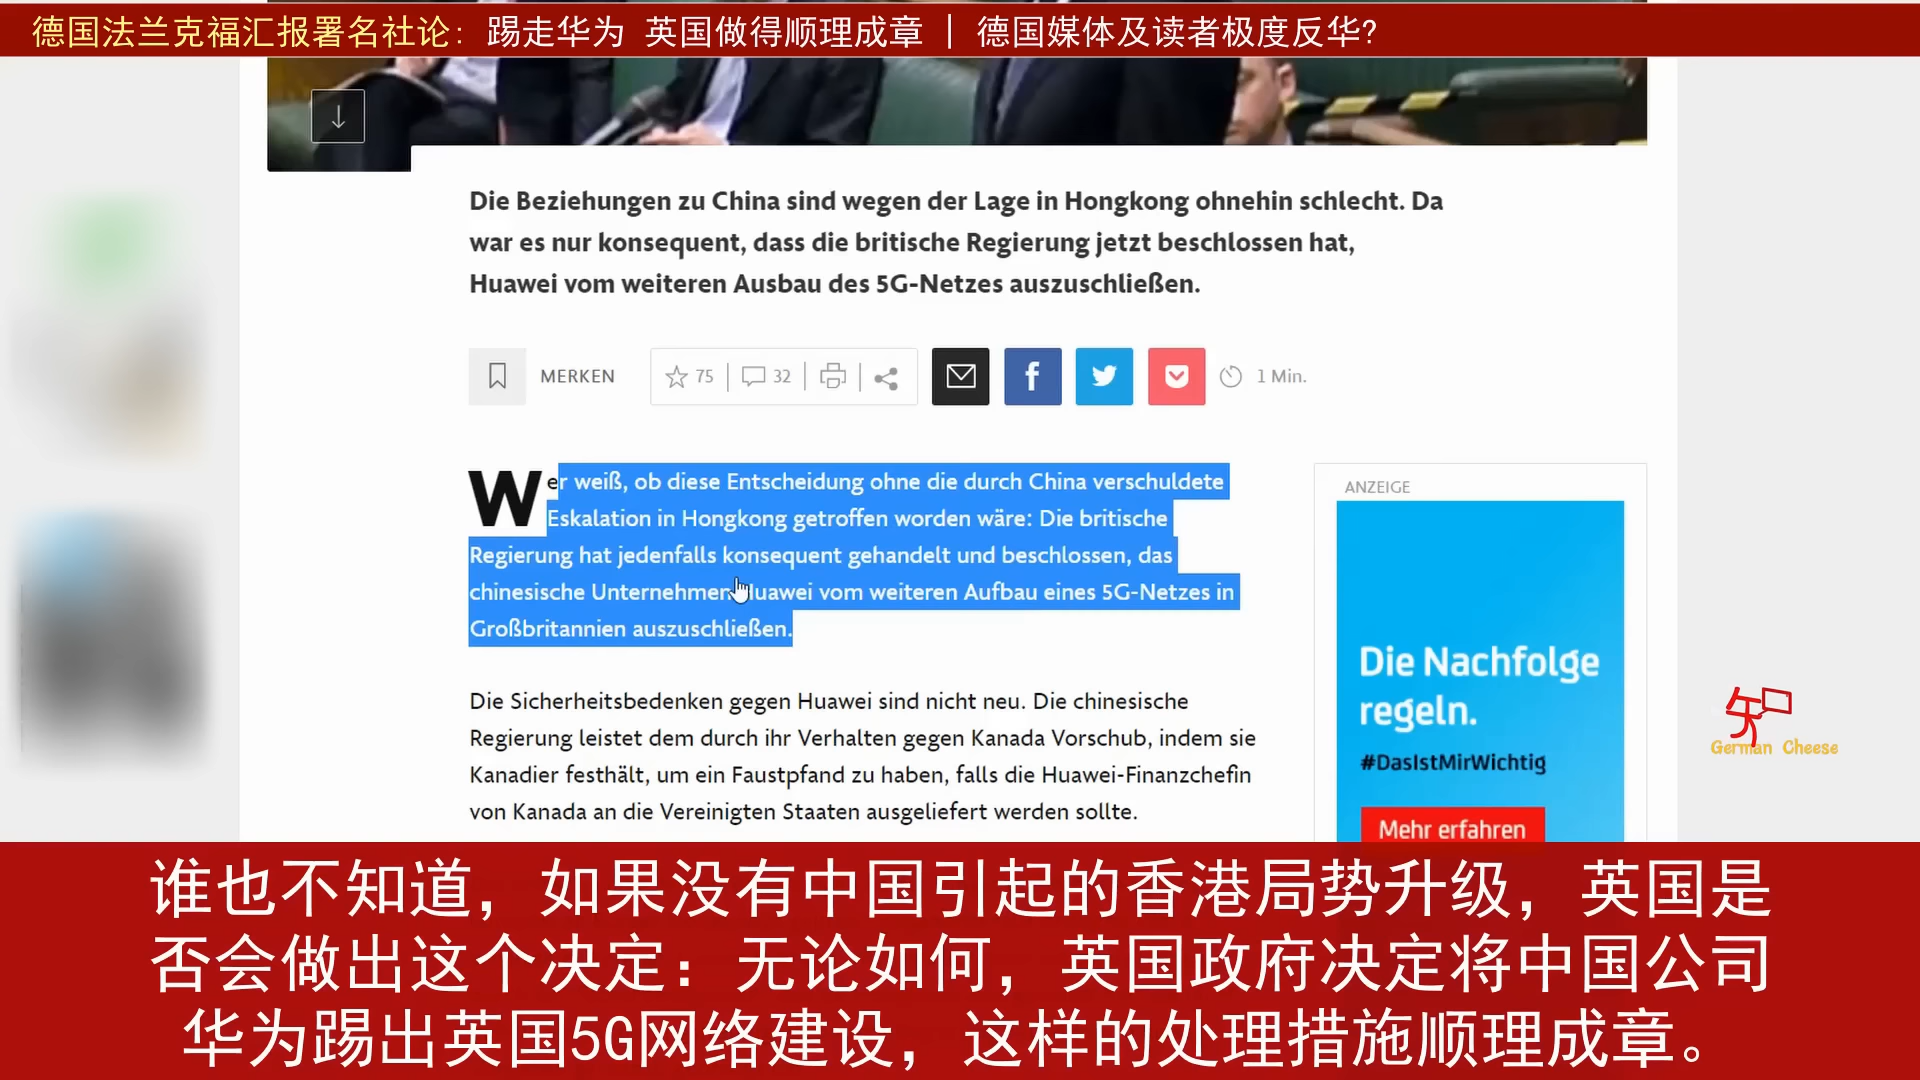 德国法兰克福汇报署名社论: 踢走华为 英国做得顺理成章 | 德国媒体及读者极度反华?
Die Beziehungen zu China sind wegen der Lage in Hongkong ohnehin schlecht. Da
war es nur konsequent, dass die britische Regierung jetzt beschlossen hat,
Huawei vom weiteren Ausbau des 5G-Netzes auszuschließen.
MERKEN 75 32 1 Min.
Wer weiß, ob diese Entscheidung ohne die durch China verschuldete
Eskalation in Hongkong getroffen worden wäre: Die britische
Regierung hat jedenfalls konsequent gehandelt und beschlossen, das
chinesische Unternehmen Huawei vom weiteren Aufbau eines 5G-Netzes in
Großbritannien auszuschließen.
Die Sicherheitsbedenken gegen Huawei sind nicht neu. Die chinesische
Regierung leistet dem durch ihr Verhalten gegen Kanada Vorschub, indem sie
Kanadier festhält, um ein Faustpfand zu haben, falls die Huawei-Finanzchefin
von Kanada an die Vereinigten Staaten ausgeliefert werden sollte.
ANZEIGE
Die Nachfolge
regeln.
#DasIstMirWichtig
Mehr erfahren
知
German Cheese
谁也不知道，如果没有中国引起的香港局势升级，英国是
否会做出这个决定：无论如何，英国政府决定将中国公司
华为踢出英国5G网络建设，这样的处理措施顺理成章。